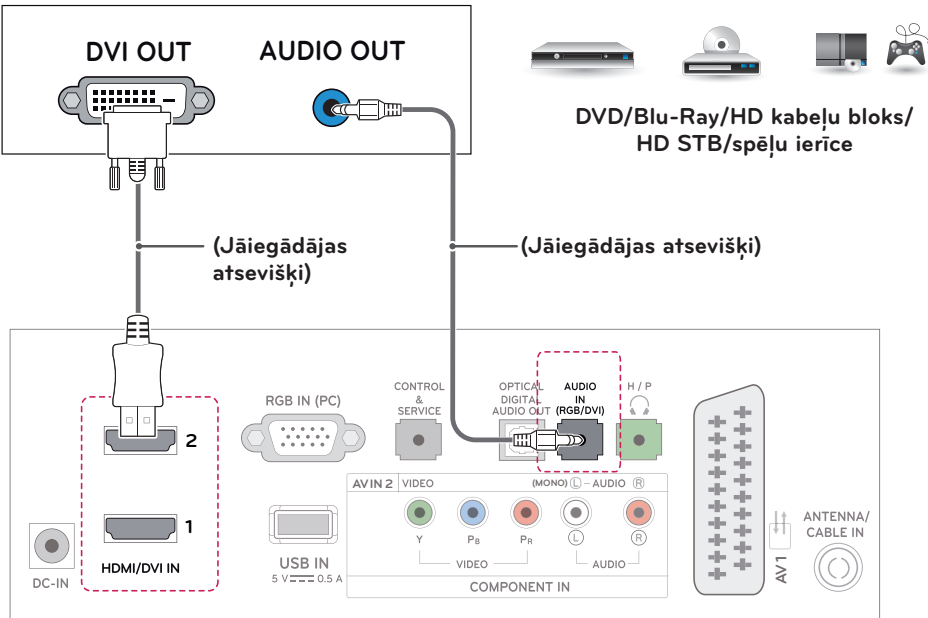 DVI OUT
AUDIO OUT
DVD/Blu-Ray/HD kabeļu bloks/
HD STB/spēļu ierīce
(Jāiegādājas
atsevišķi)
(Jāiegādājas atsevišķi)
2
1
HDMI/DVI IN
DC-IN
RGB IN (PC)
CONTROL
&
SERVICE
OPTICAL
DIGITAL
AUDIO OUT
AUDIO
IN
(RGB/DVI)
H / P
USB IN
5 V 0.5 A
AV IN 2
VIDEO
(MONO) L - AUDIO R
Y
PB
PR
L
R
VIDEO
AUDIO
COMPONENT IN
AV 1
ANTENNA/
CABLE IN